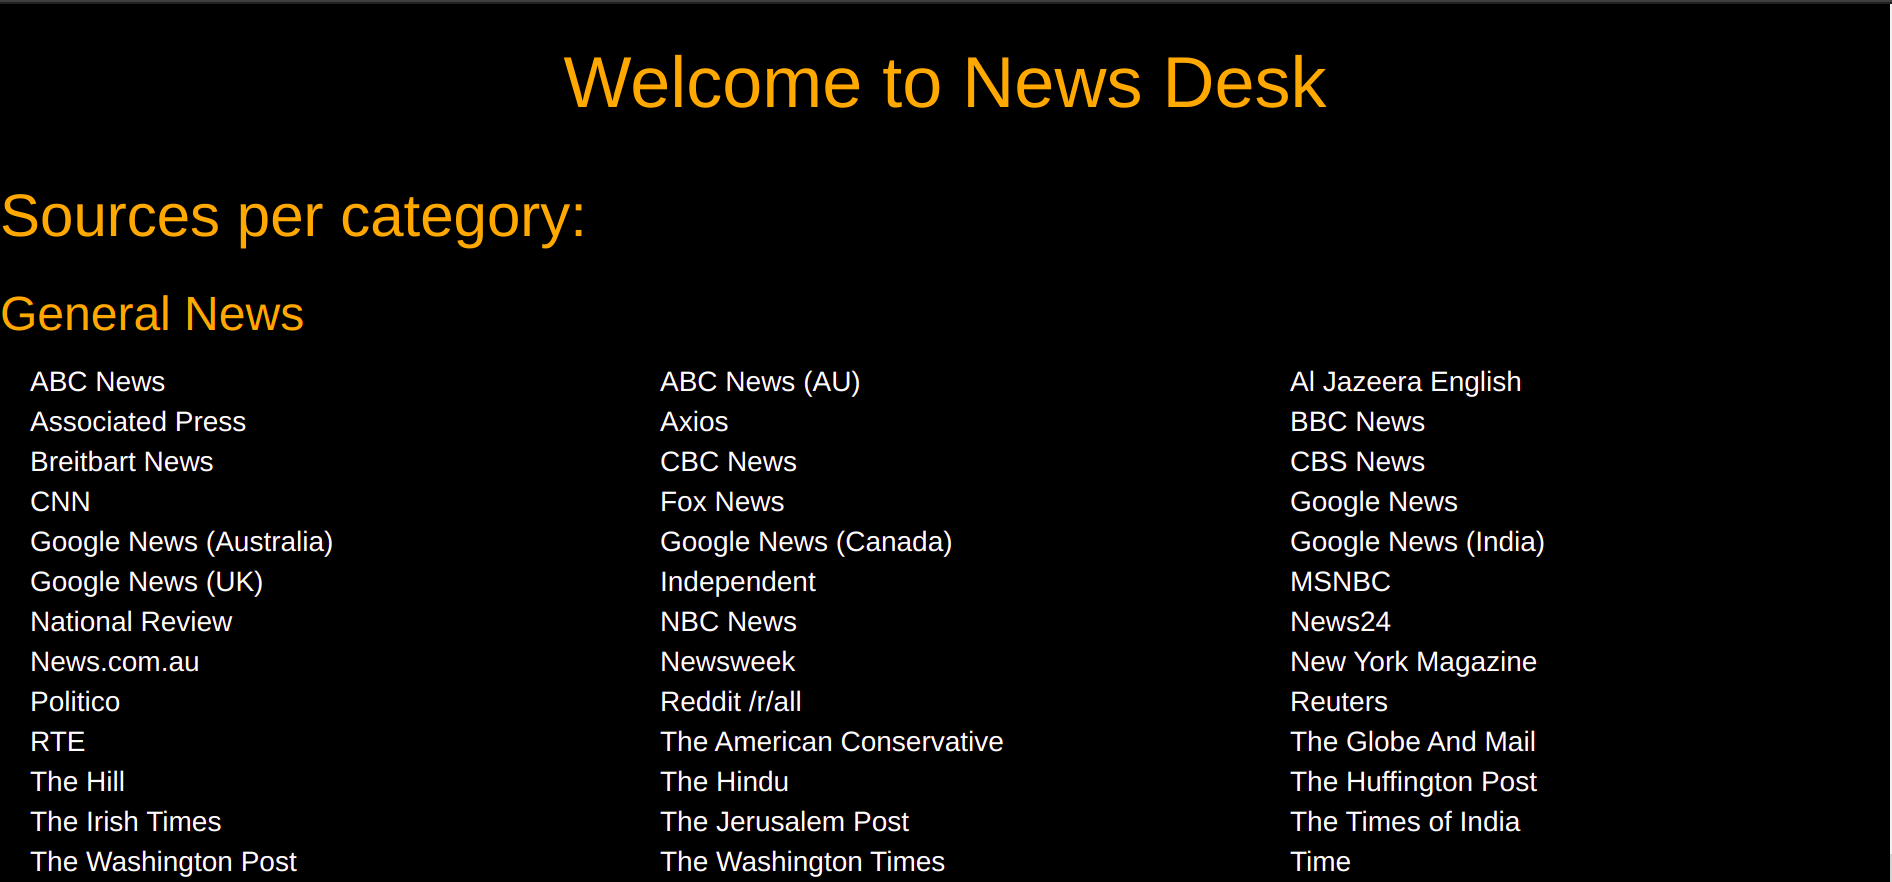 Welcome to News Desk
Sources per category:
General News
ABC News ABC News (AU) Al Jazeera English
Associated Press Axios BBC News
Breitbart News CBC News CBS News
CNN Fox News Google News
Google News (Australia) Google News (Canada) Google News (India)
Google News (UK) Independent MSNBC
National Review NBC News News24
News.com.au Newsweek New York Magazine
Politico Reddit /r/all Reuters
RTE The American Conservative The Globe And Mail
The Hill The Hindu The Huffington Post
The Irish Times The Jerusalem Post The Times of India
The Washington Post The Washington Times Time